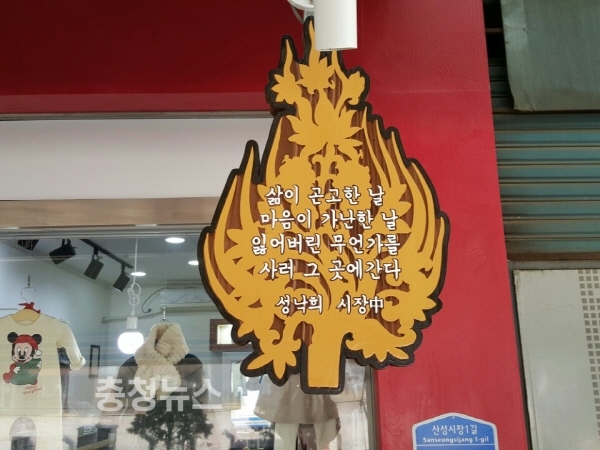 삶이 곤고한 날
마음이 가난한 날
잃어버린 무언가를
사러 그 곳에간다
성낙희 시장中
충청뉴스
산성시장1길
Sanseongsijang 1-gil